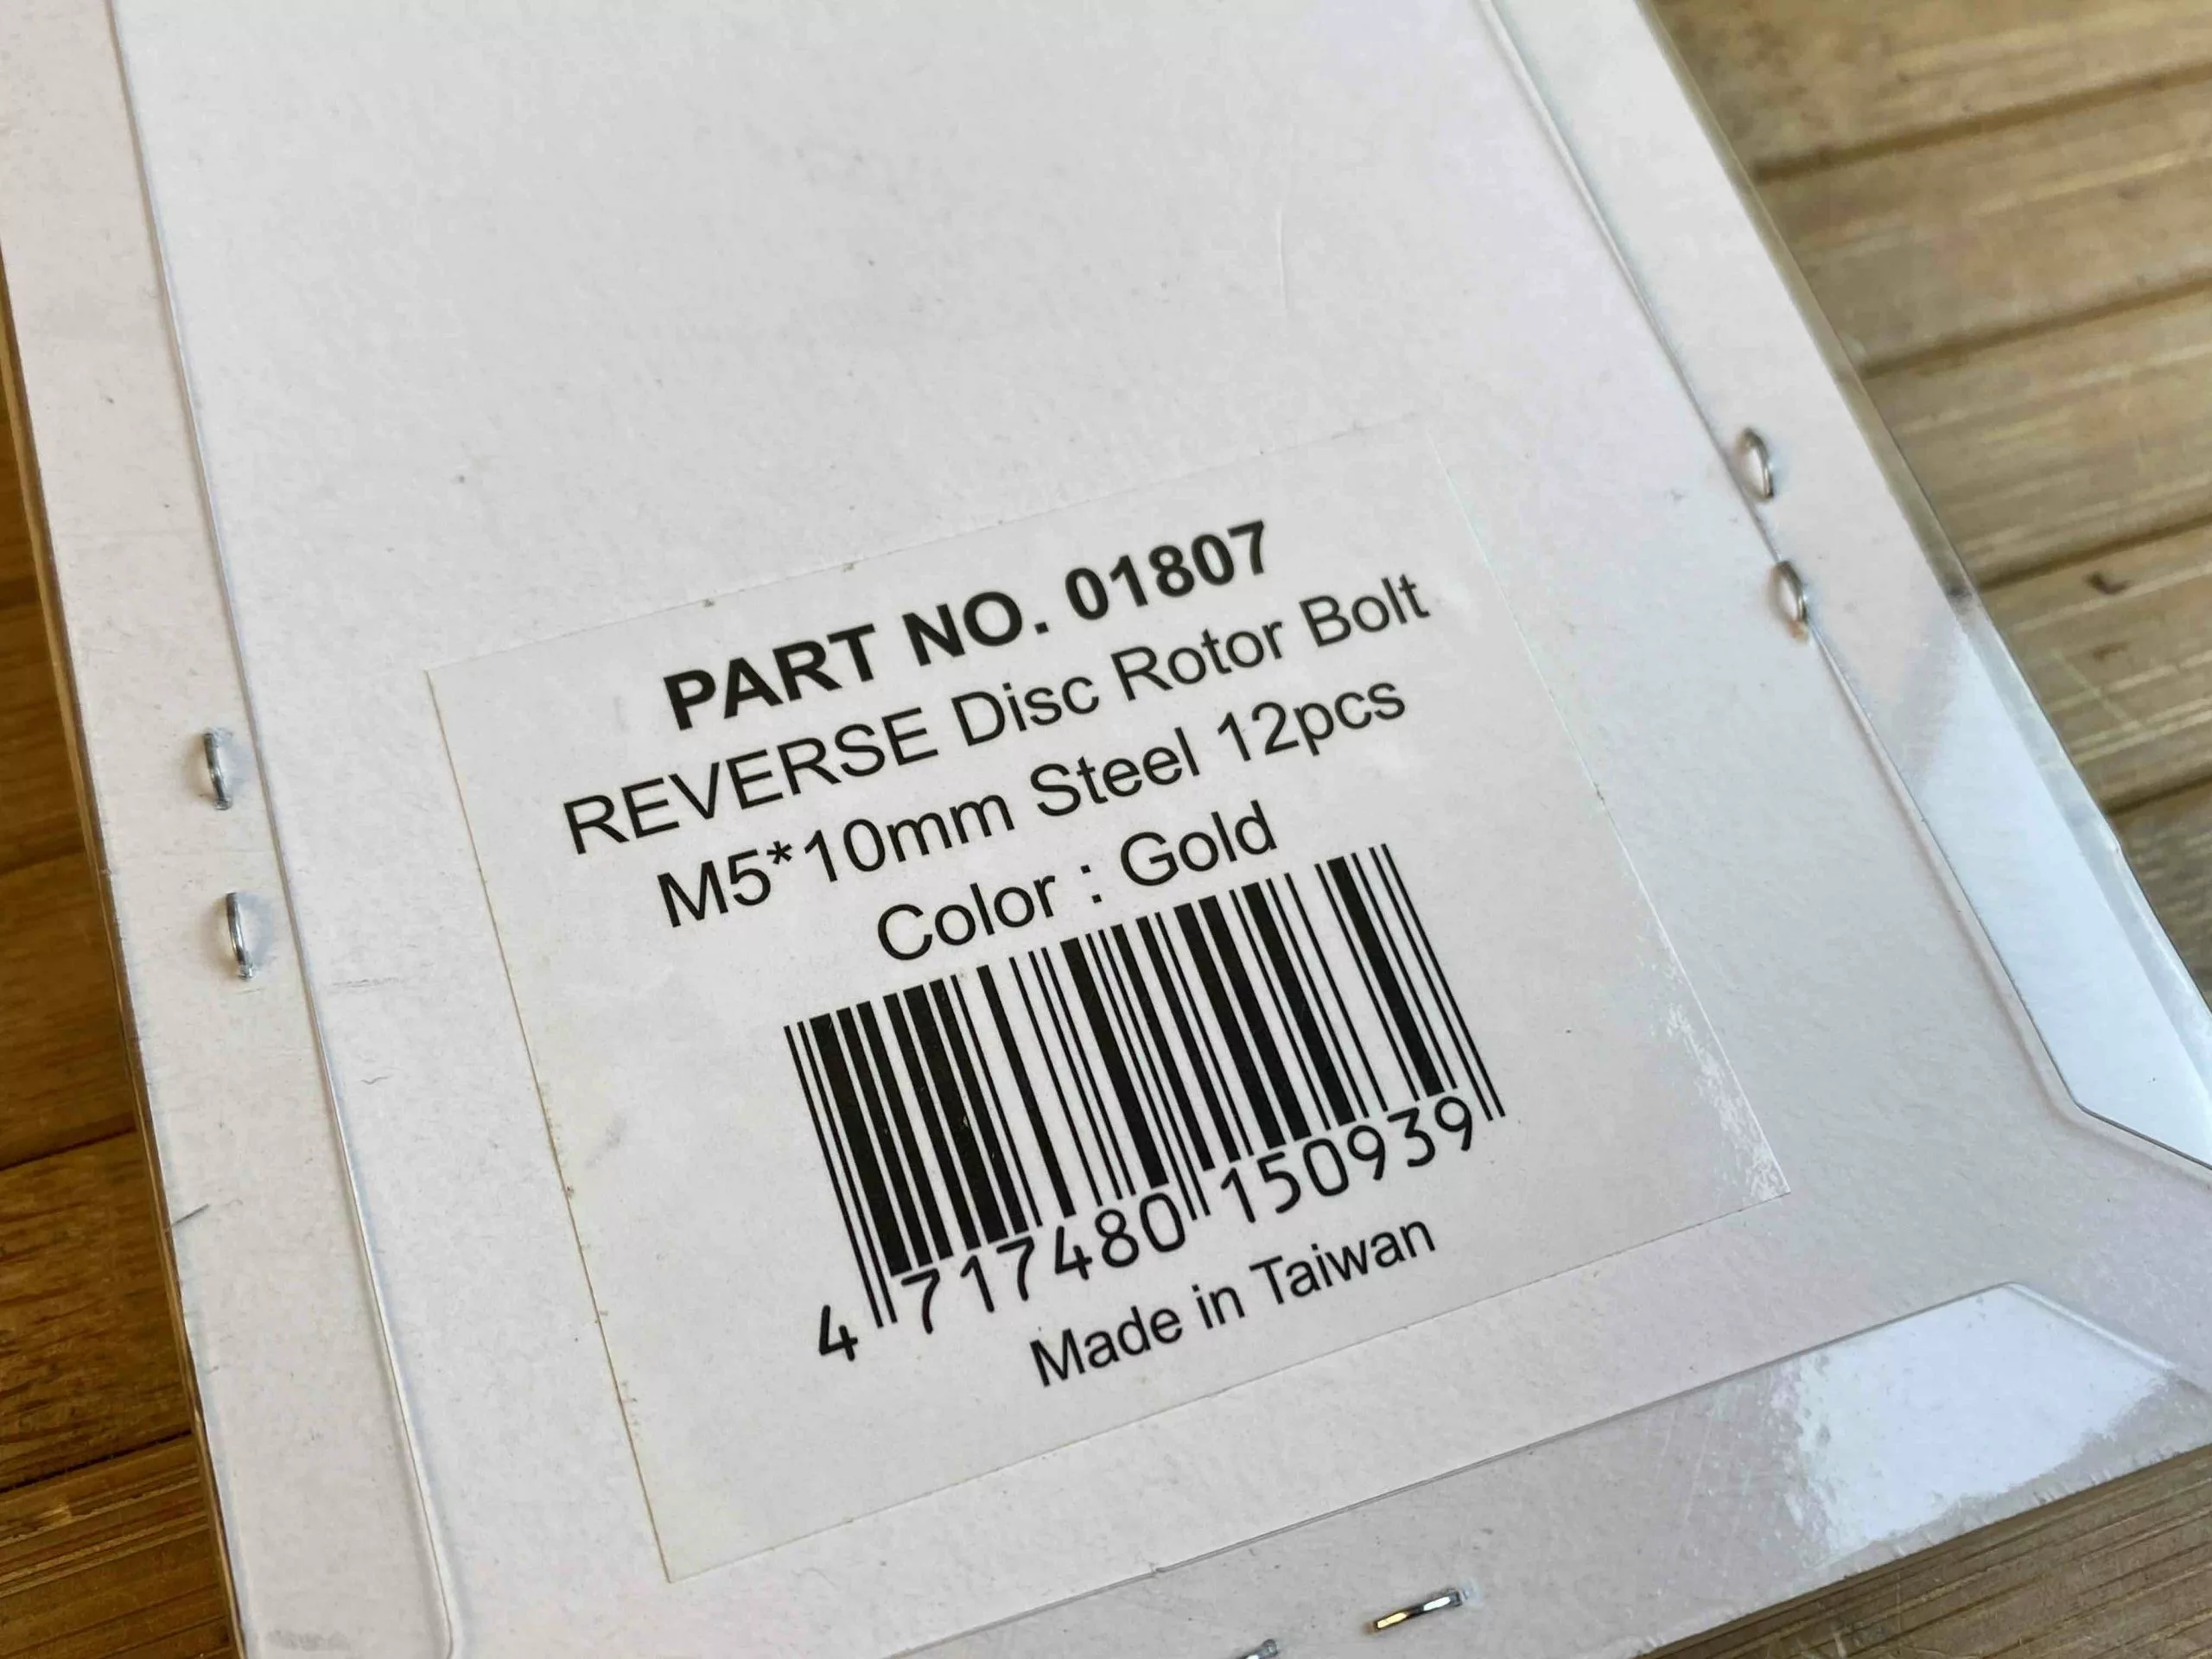 PART NO. 01807
REVERSE Disc Rotor Bolt
M5*10mm Steel 12pcs
Color : Gold
4 717480 150939
Made in Taiwan